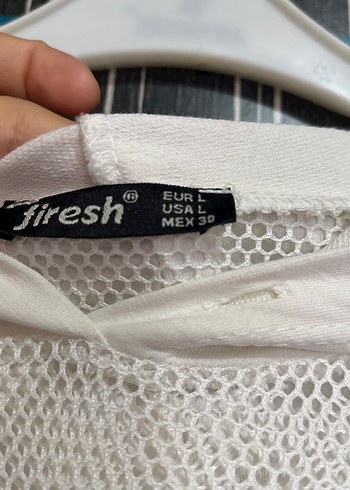 firesh®
EUR L
USA L
MEX 30